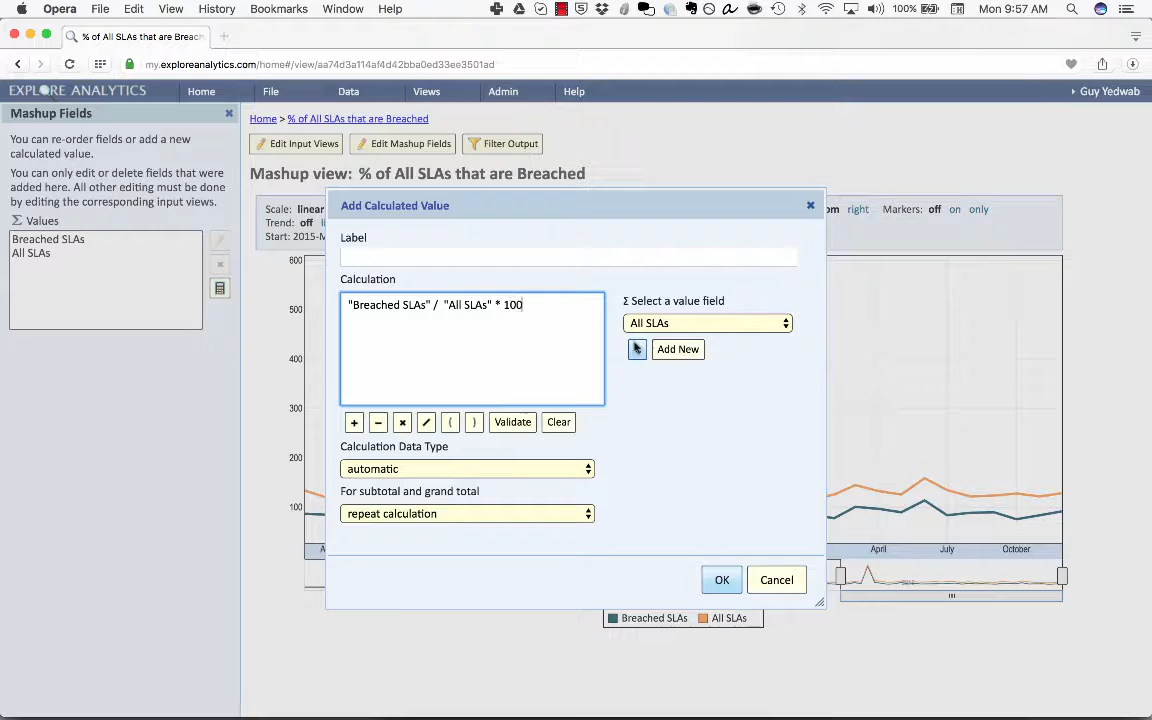 Opera File Edit View History Bookmarks Window Help 100% Mon 9:57 AM
% of All SLAs that are Breach
my.exploreanalytics.com/home#/view/aa74d3a114af4d42bba0ed33ee3501ad
EXPLORE ANALYTICS Home File Data Views Admin Help Guy Yedwab
Mashup Fields
You can re-order fields or add a new
calculated value.
You can only edit or delete fields that were
added here. All other editing must be done
by editing the corresponding input views.
Σ Values
Breached SLAs
All SLAs
Home > % of All SLAs that are Breached
Edit Input Views Edit Mashup Fields Filter Output
Mashup view: % of All SLAs that are Breached
Scale: linear
Trend: off
Start: 2015-M
om right Markers: off on only
600
500
400
300
200
100
A
April July October
Breached SLAs All SLAs
Add Calculated Value
Label
Calculation
"Breached SLAs" / "All SLAs" * 100
Σ Select a value field
All SLAs
Add New
+ - × / ( ) Validate Clear
Calculation Data Type
automatic
For subtotal and grand total
repeat calculation
OK Cancel